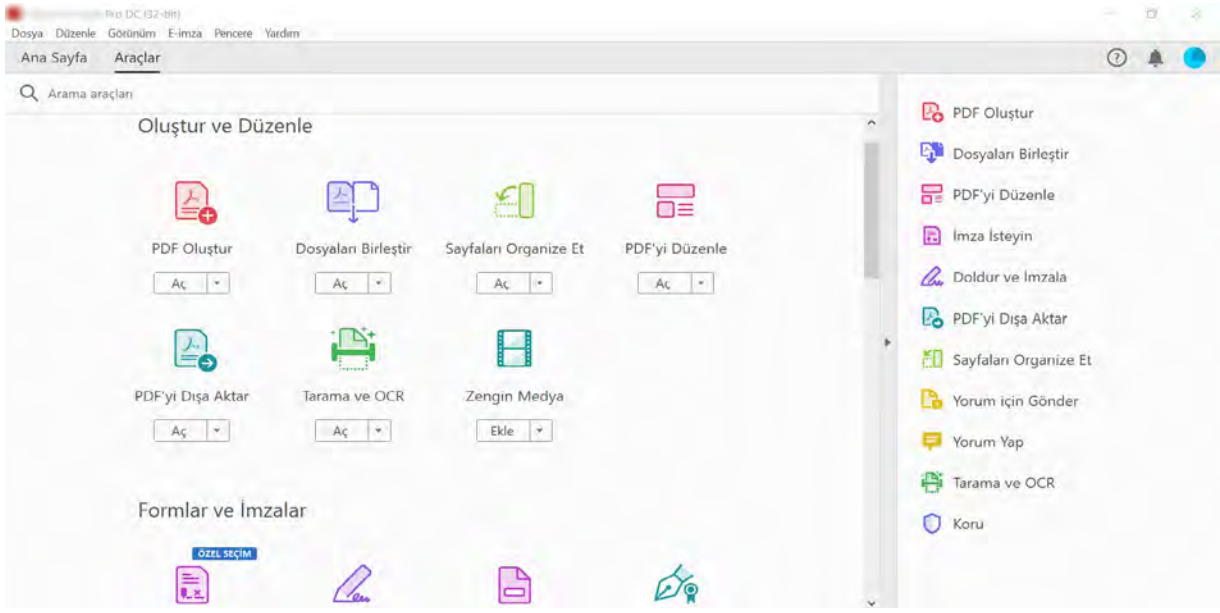 Pro DC (32-bit)
Dosya Düzenle Görünüm E-imza Pencere Yardım
Ana Sayfa Araçlar
Arama araçları
Oluştur ve Düzenle
PDF Oluştur Dosyaları Birleştir Sayfaları Organize Et PDF'yi Düzenle
Aç Aç Aç Aç
PDF'yi Dışa Aktar Tarama ve OCR Zengin Medya
Aç Aç Ekle
Formlar ve İmzalar
ÖZEL SEÇİM
PDF Oluştur
Dosyaları Birleştir
PDF'yi Düzenle
İmza İsteyin
Doldur ve İmzala
PDF'yi Dışa Aktar
Sayfaları Organize Et
Yorum için Gönder
Yorum Yap
Tarama ve OCR
Koru